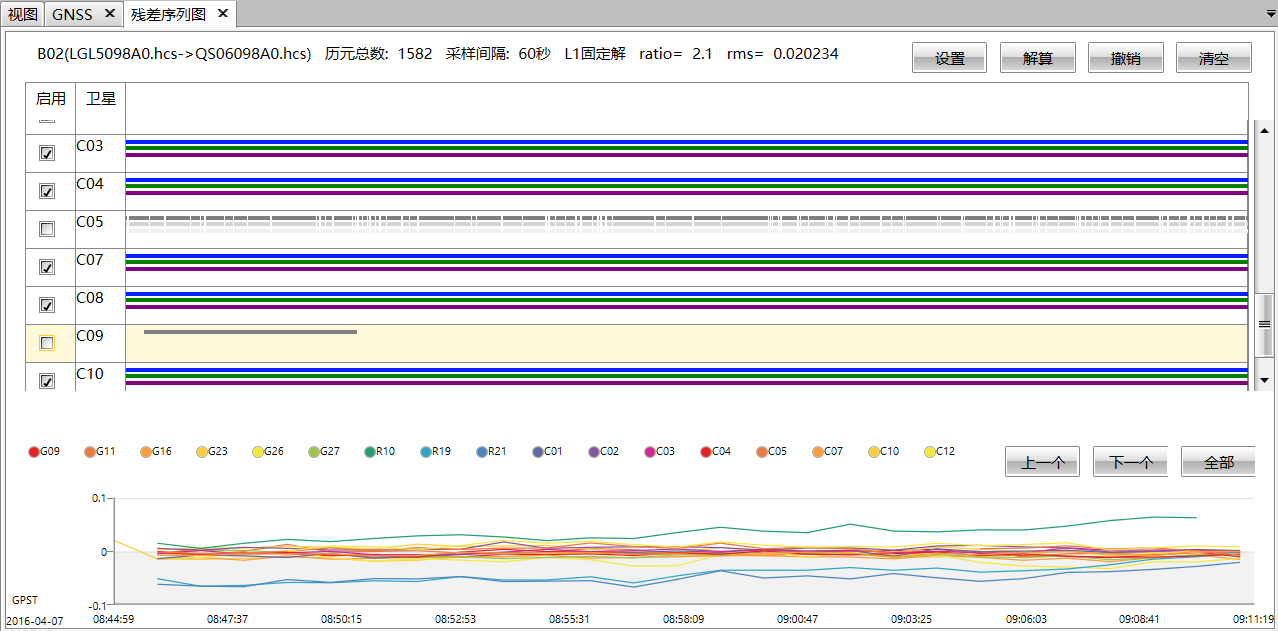 视图 GNSS 残差序列图
B02(LGL5098A0.hcs->QS06098A0.hcs) 历元总数: 1582 采样间隔: 60秒 L1固定解 ratio= 2.1 rms= 0.020234 设置 解算 撤销 清空
启用 卫星
C03
C04
C05
C07
C08
C09
C10
G09 G11 G16 G23 G26 G27 R10 R19 R21 C01 C02 C03 C04 C05 C07 C10 C12
上一个 下一个 全部
0.1
0
-0.1
GPST
2016-04-07 08:44:59 08:47:37 08:50:15 08:52:53 08:55:31 08:58:09 09:00:47 09:03:25 09:06:03 09:08:41 09:11:19